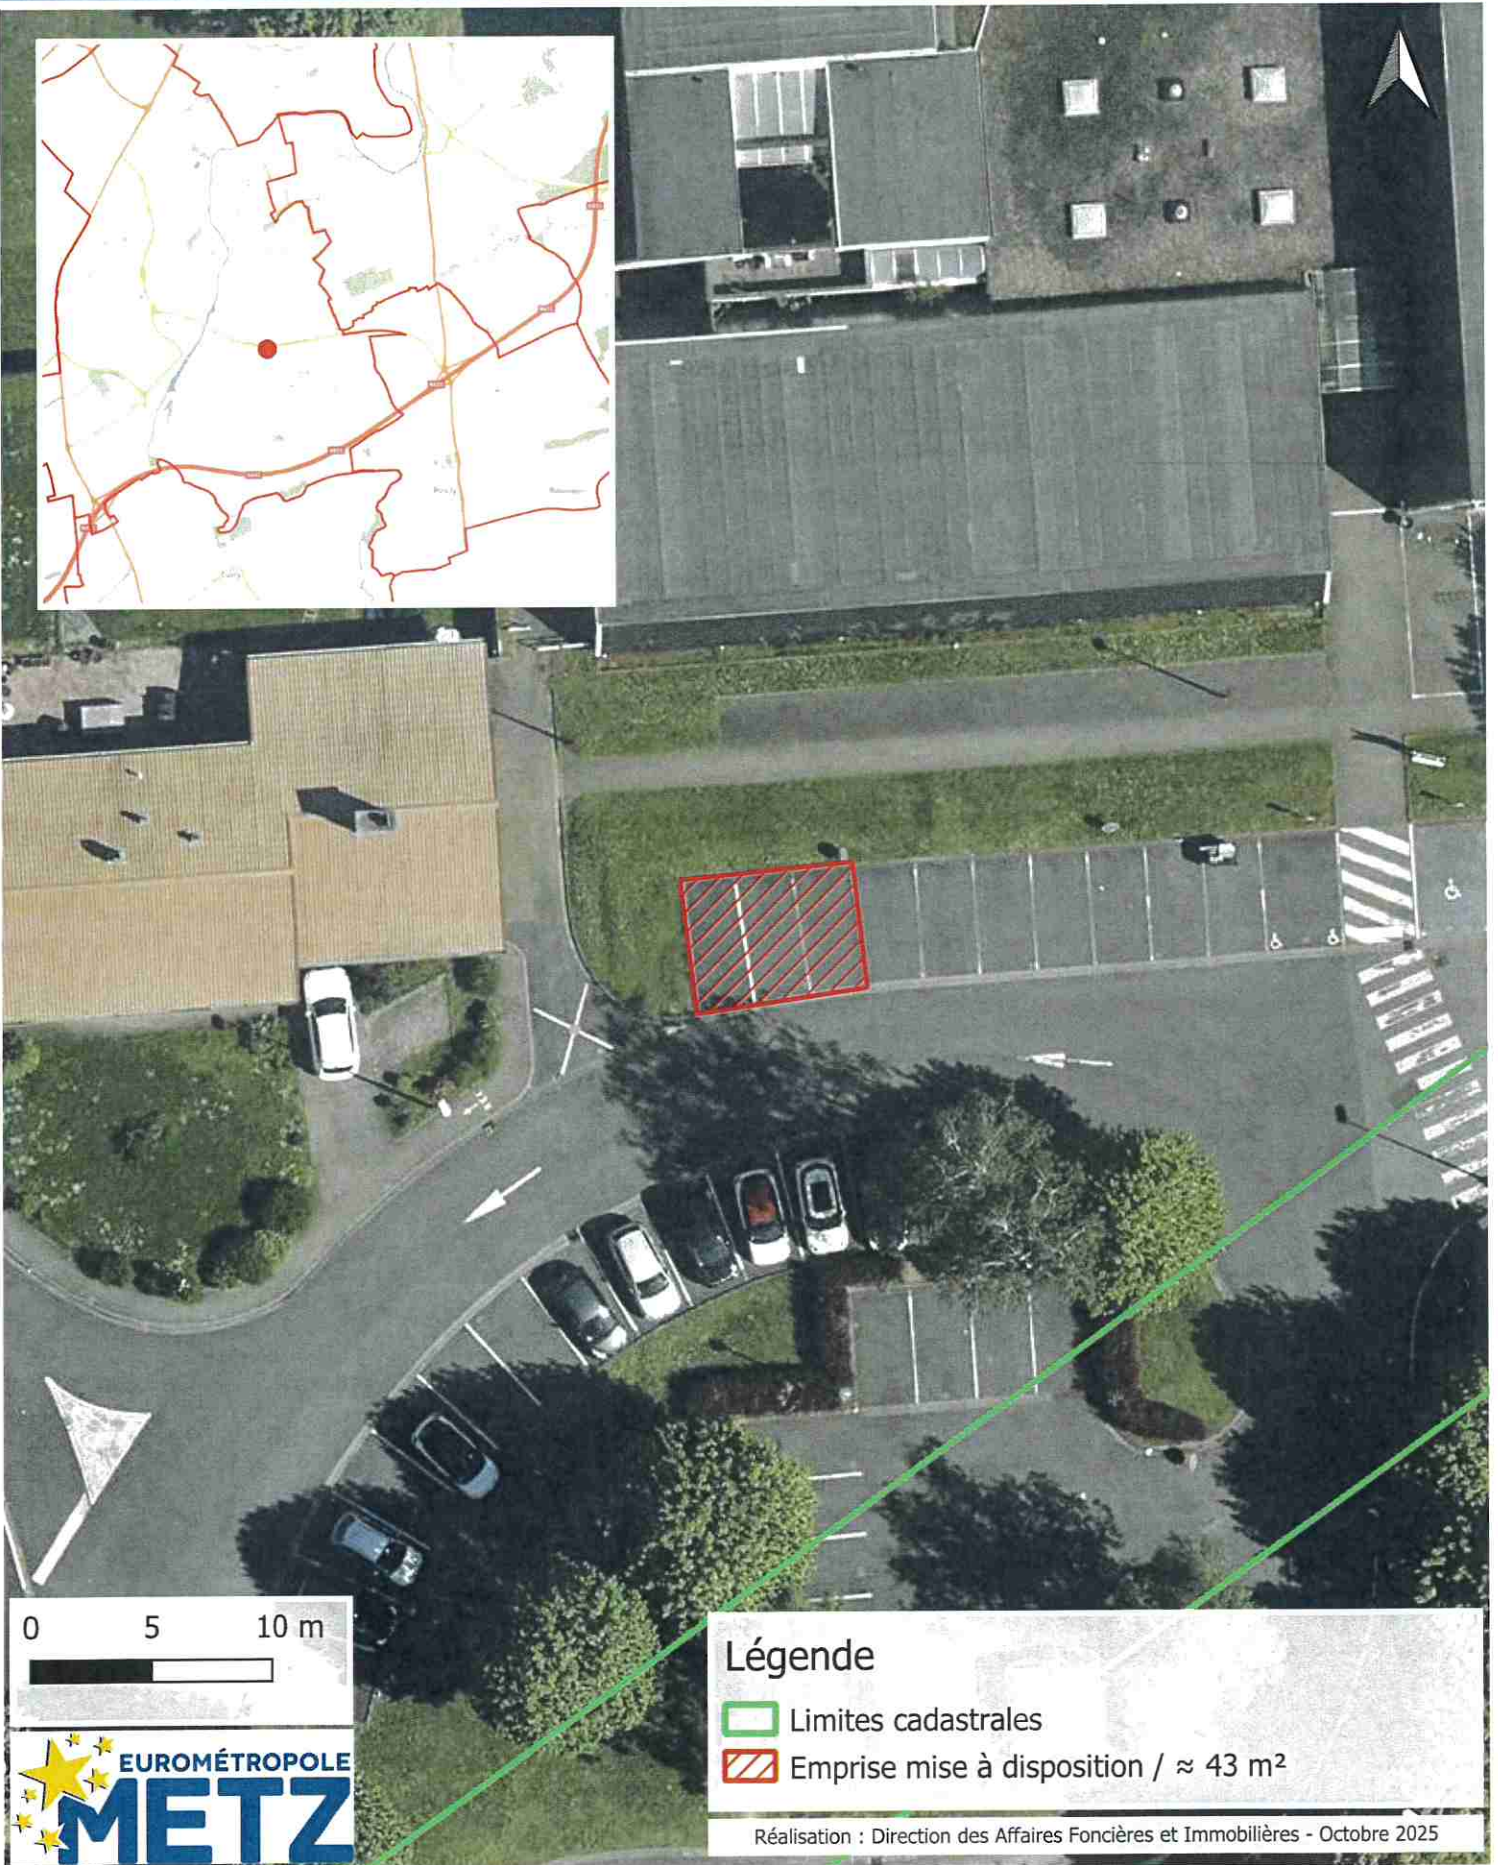 0 5 10 m
EUROMÉTROPOLE
METZ
Légende
Limites cadastrales
Emprise mise à disposition / ≈ 43 m²
Réalisation : Direction des Affaires Foncières et Immobilières - Octobre 2025